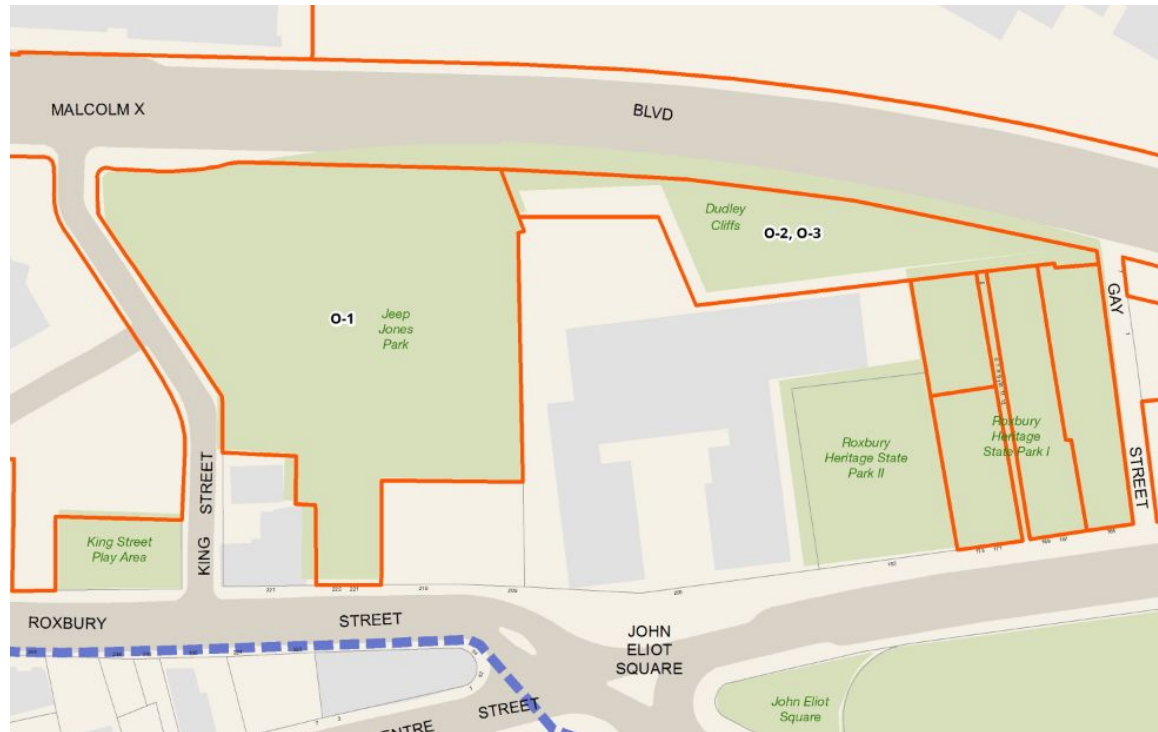 MALCOLM X
BLVD
Dudley
Cliffs
O-2, O-3
O-1
Jeep
Jones
Park
GAY
STREET
Roxbury
Heritage
State Park I
Roxbury
Heritage State
Park II
King Street
Play Area
KING STREET
ROXBURY
STREET
JOHN
ELIOT
SQUARE
John Eliot
Square
STREET